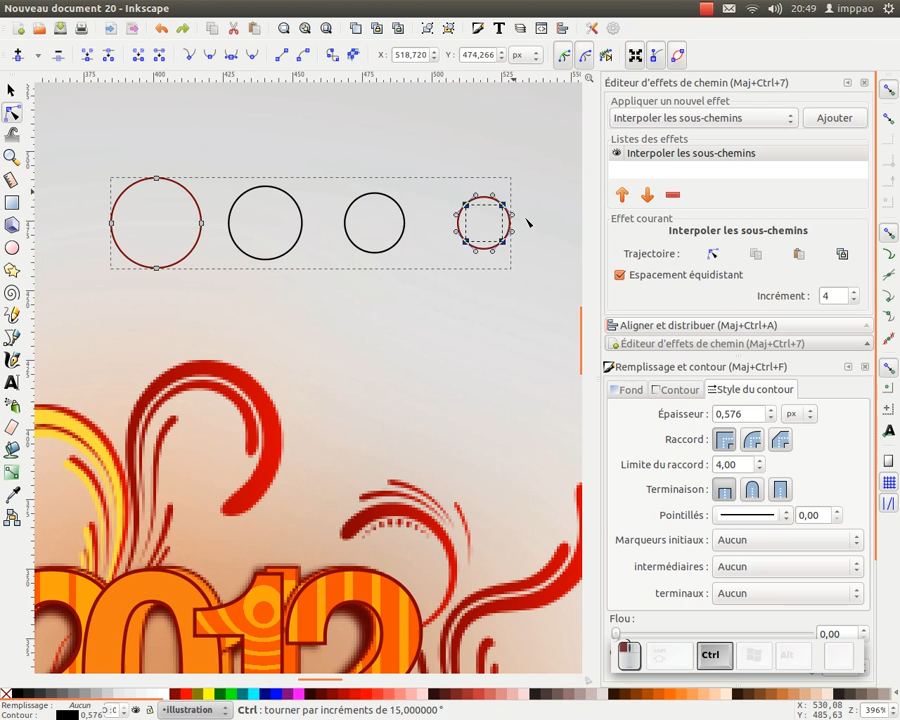 Nouveau document 20 - Inkscape
20:49 imppao
X : 518,720 Y : 474,266 px
375 400 425 450 475 500 525
Éditeur d'effets de chemin (Maj+Ctrl+7)
Appliquer un nouvel effet
Interpoler les sous-chemins Ajouter
Listes des effets
Interpoler les sous-chemins
Effet courant
Interpoler les sous-chemins
Trajectoire :
Espacement équidistant
Incrément : 4
Aligner et distribuer (Maj+Ctrl+A)
Éditeur d'effets de chemin (Maj+Ctrl+7)
Remplissage et contour (Maj+Ctrl+F)
Fond Contour Style du contour
Épaisseur : 0,576 px
Raccord :
Limite du raccord : 4,00
Terminaison :
Pointillés : 0,00
Marqueurs initiaux : Aucun
intermédiaires : Aucun
terminaux : Aucun
Flou :
0,00
2012
Ctrl Alt
Remplissage : Aucun
Contour : 0,576 O: 0
•illustration
Ctrl : tourner par incréments de 15,000000 °
X : 530,08
Y : 485,63
Z : 396%